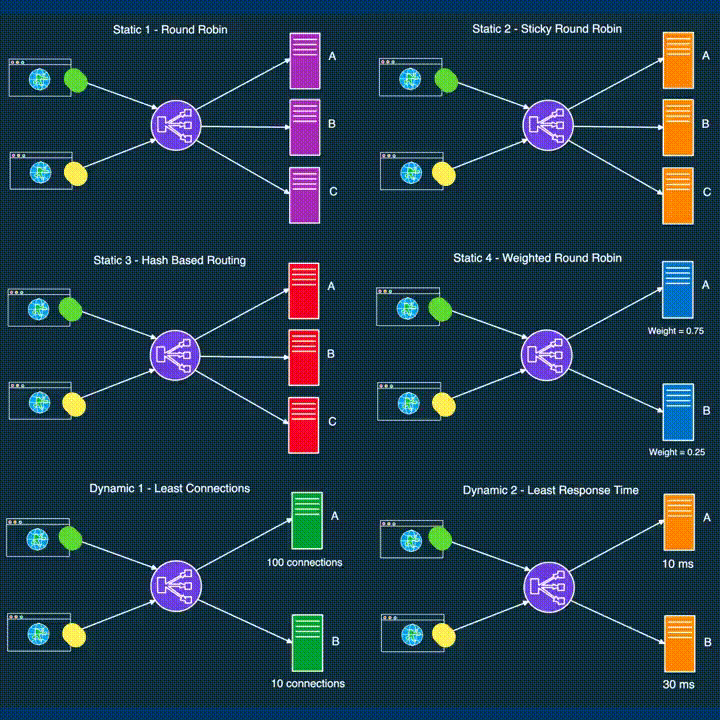 Static 1 - Round Robin
A
B
C
Static 2 - Sticky Round Robin
A
B
C
Static 3 - Hash Based Routing
A
B
C
Static 4 - Weighted Round Robin
A
Weight = 0.75
B
Weight = 0.25
Dynamic 1 - Least Connections
A
100 connections
B
10 connections
Dynamic 2 - Least Response Time
A
10 ms
B
30 ms